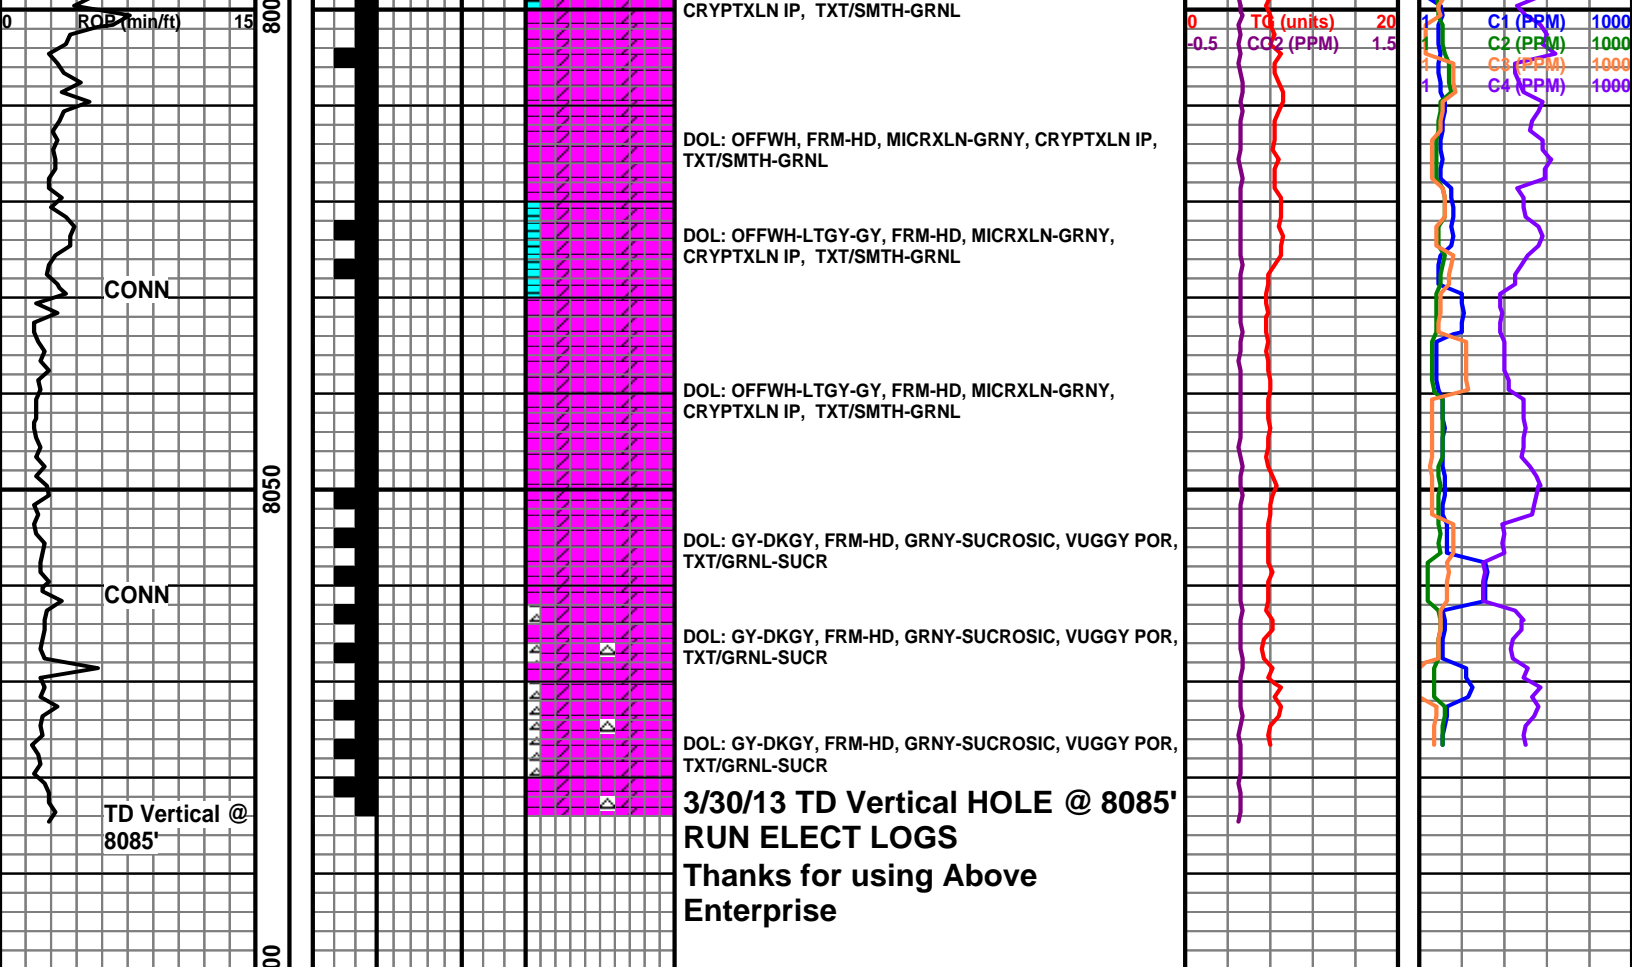 CRYPTXLN IP, TXT/SMTH-GRNL
0 ROP (min/ft) 15
800
0 TG (units) 20
-0.5 CO2 (PPM) 1.5
1 C1 (PPM) 1000
1 C2 (PPM) 1000
1 C3 (PPM) 1000
1 C4 (PPM) 1000
DOL: OFFWH, FRM-HD, MICRXLN-GRNY, CRYPTXLN IP,
TXT/SMTH-GRNL
DOL: OFFWH-LTGY-GY, FRM-HD, MICRXLN-GRNY,
CRYPTXLN IP, TXT/SMTH-GRNL
CONN
DOL: OFFWH-LTGY-GY, FRM-HD, MICRXLN-GRNY,
CRYPTXLN IP, TXT/SMTH-GRNL
8050
DOL: GY-DKGY, FRM-HD, GRNY-SUCROSIC, VUGGY POR,
TXT/GRNL-SUCR
CONN
DOL: GY-DKGY, FRM-HD, GRNY-SUCROSIC, VUGGY POR,
TXT/GRNL-SUCR
DOL: GY-DKGY, FRM-HD, GRNY-SUCROSIC, VUGGY POR,
TXT/GRNL-SUCR
TD Vertical @
8085'
3/30/13 TD Vertical HOLE @ 8085'
RUN ELECT LOGS
Thanks for using Above
Enterprise
00